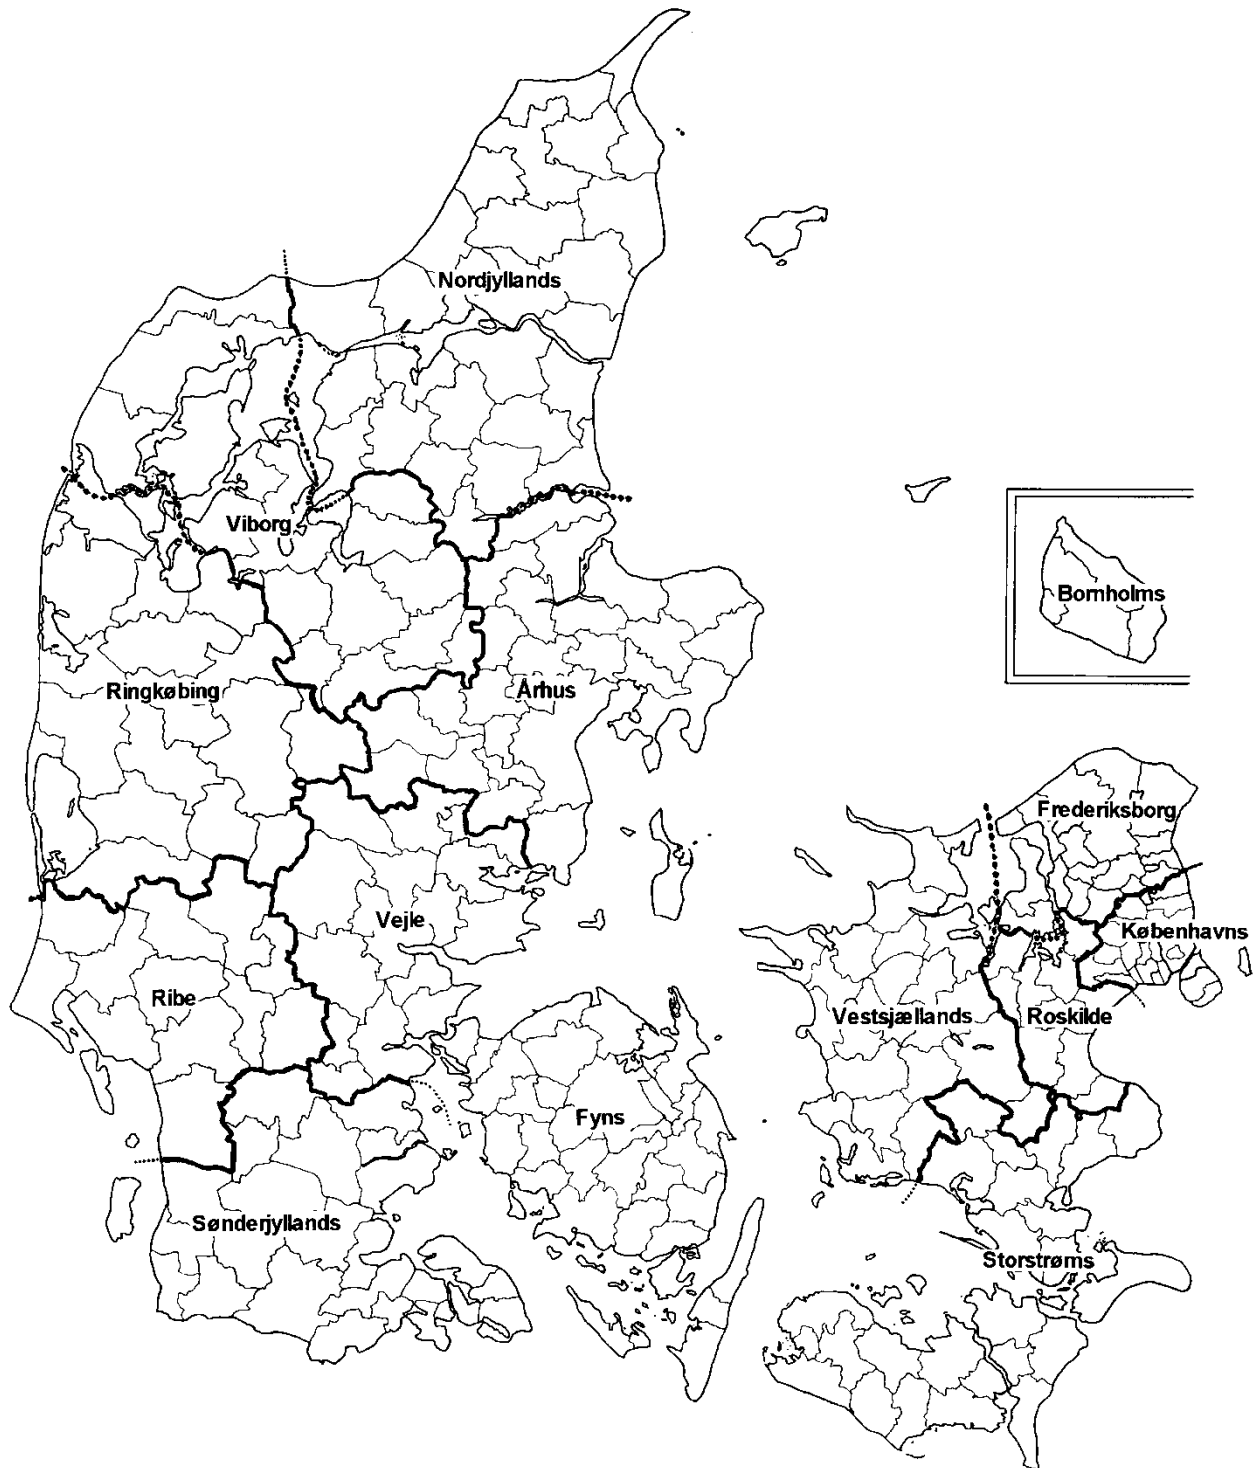 Nordjyllands
Viborg
Bornholms
Ringkøbing
Århus
Frederiksborg
Vejle
Københavns
Ribe
Vestsjællands
Roskilde
Fyns
Sønderjyllands
Storstrøms